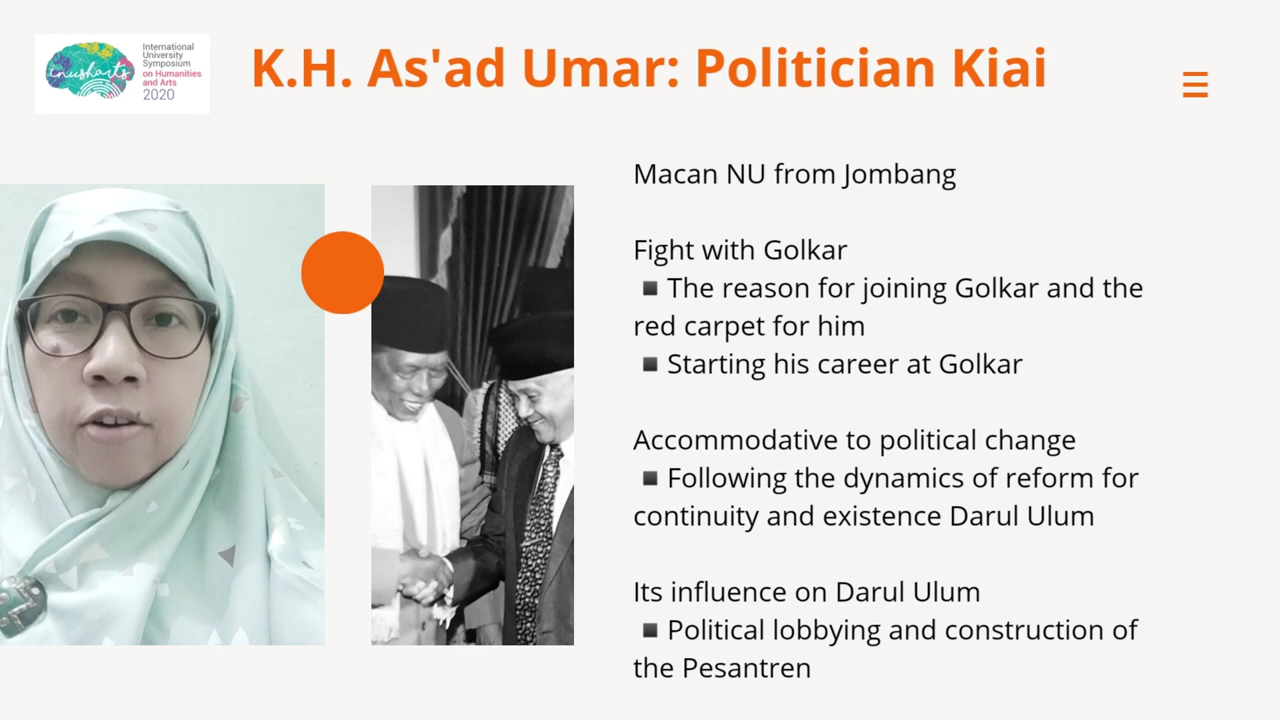 inusharts
International
University
Symposium
on Humanities
and Arts
2020
K.H. As'ad Umar: Politician Kiai
Macan NU from Jombang
Fight with Golkar
▪The reason for joining Golkar and the
red carpet for him
▪Starting his career at Golkar
Accommodative to political change
▪Following the dynamics of reform for
continuity and existence Darul Ulum
Its influence on Darul Ulum
▪Political lobbying and construction of
the Pesantren